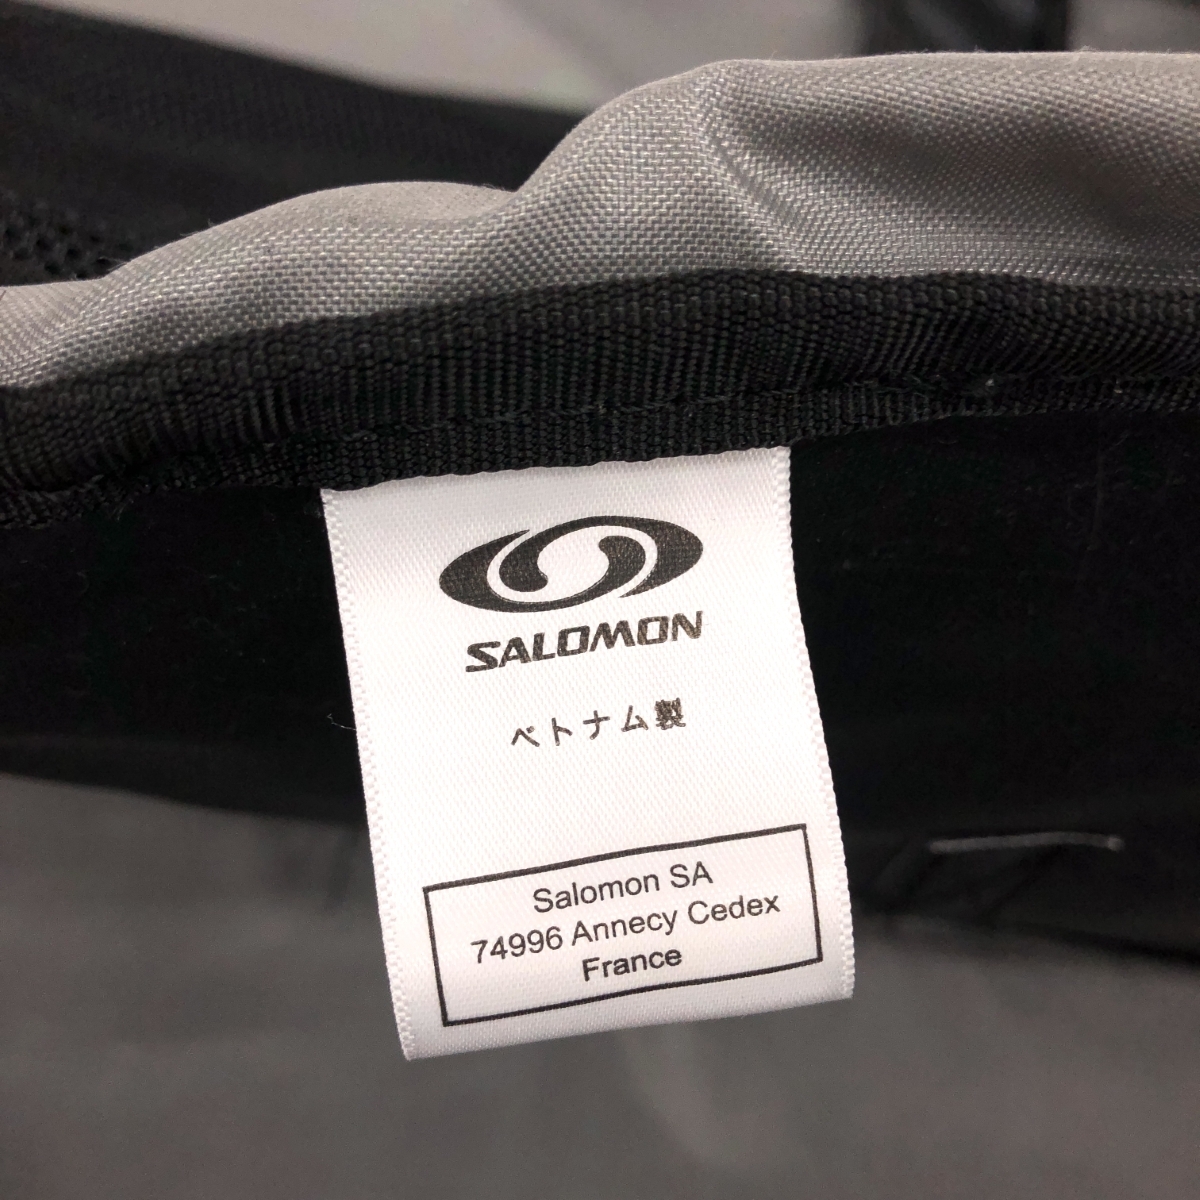 SALOMON
ベトナム製
Salomon SA
74996 Annecy Cedex
France